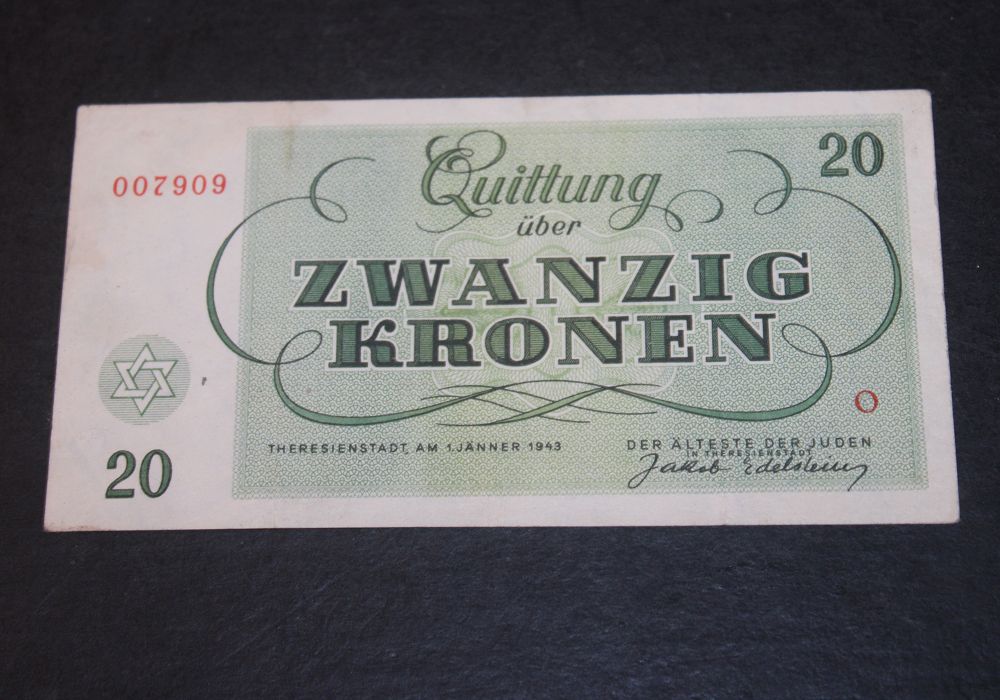 Quittung
20
007909
über
ZWANZIG
KRONEN
O
THERESIENSTADT AM 1. JÄNNER 1943
DER ÄLTESTE DER JUDEN
IN THERESIENSTADT
Jakob Edelstein
20